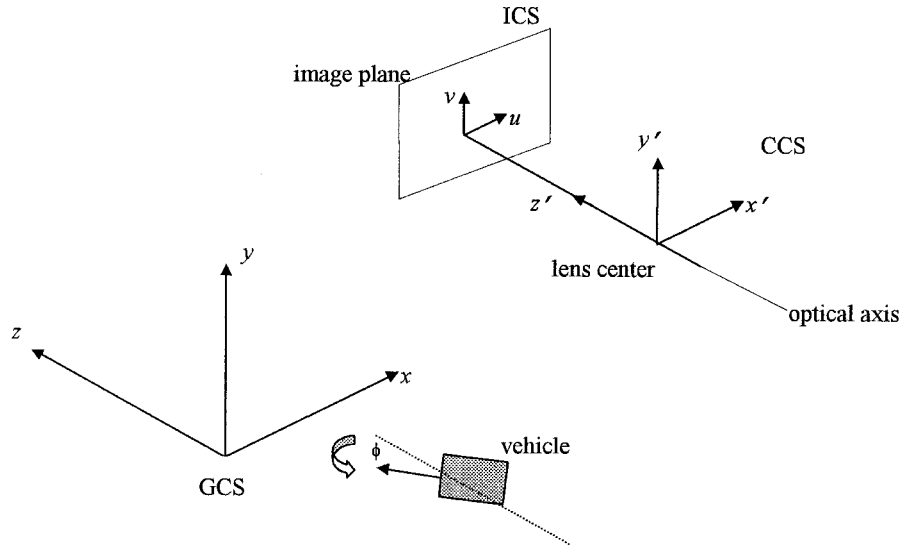 ICS
image plane
v
u
y′
CCS
x′
z′
lens center
optical axis
y
z
x
GCS
ϕ
vehicle